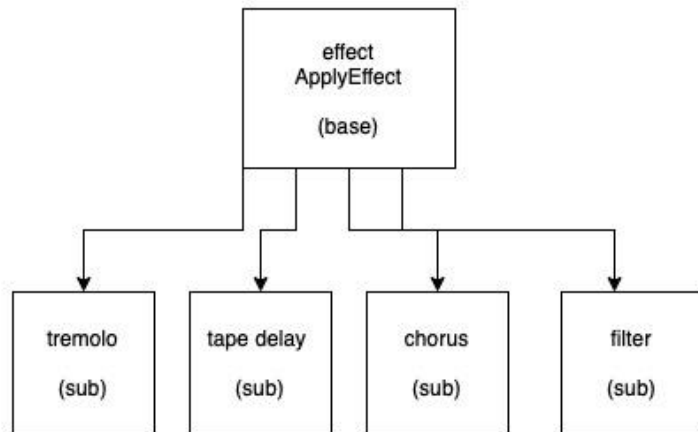 effect
ApplyEffect
(base)
tremolo
(sub)
tape delay
(sub)
chorus
(sub)
filter
(sub)